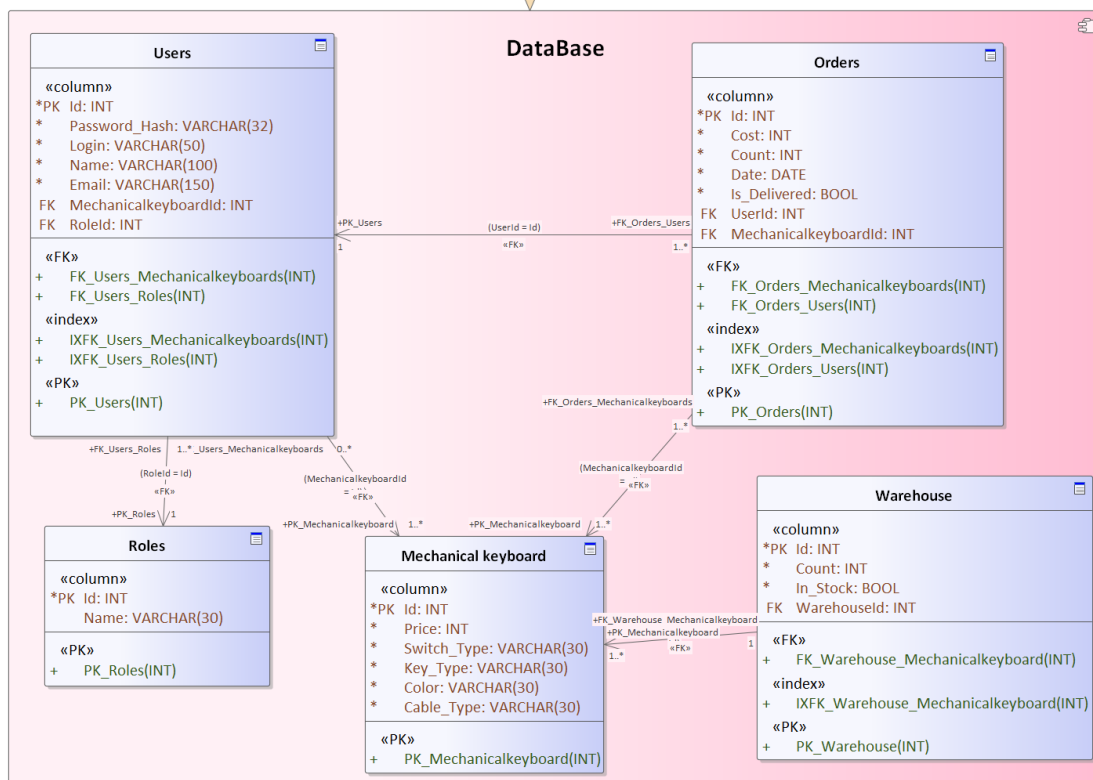 DataBase
Users
«column»
*PK Id: INT
* Password_Hash: VARCHAR(32)
* Login: VARCHAR(50)
* Name: VARCHAR(100)
* Email: VARCHAR(150)
FK MechanicalkeyboardId: INT
FK RoleId: INT
«FK»
+ FK_Users_Mechanicalkeyboards(INT)
+ FK_Users_Roles(INT)
«index»
+ IXFK_Users_Mechanicalkeyboards(INT)
+ IXFK_Users_Roles(INT)
«PK»
+ PK_Users(INT)
Orders
«column»
*PK Id: INT
* Cost: INT
* Count: INT
* Date: DATE
* Is_Delivered: BOOL
FK UserId: INT
FK MechanicalkeyboardId: INT
«FK»
+ FK_Orders_Mechanicalkeyboards(INT)
+ FK_Orders_Users(INT)
«index»
+ IXFK_Orders_Mechanicalkeyboards(INT)
+ IXFK_Orders_Users(INT)
«PK»
+ PK_Orders(INT)
+PK_Users
1
(UserId = Id)
«FK»
+FK_Orders_Users
1..*
+FK_Users_Roles
1..*
_Users_Mechanicalkeyboards
0..*
(RoleId = Id)
«FK»
+PK_Roles
1
(MechanicalkeyboardId
=
«FK»
+PK_Mechanicalkeyboard
1..*
+FK_Orders_Mechanicalkeyboards
1..*
(MechanicalkeyboardId
=
«FK»
+PK_Mechanicalkeyboard
1..*
Roles
«column»
*PK Id: INT
Name: VARCHAR(30)
«PK»
+ PK_Roles(INT)
Mechanical keyboard
«column»
*PK Id: INT
* Price: INT
* Switch_Type: VARCHAR(30)
* Key_Type: VARCHAR(30)
* Color: VARCHAR(30)
* Cable_Type: VARCHAR(30)
«PK»
+ PK_Mechanicalkeyboard(INT)
+FK_Warehouse_Mechanicalkeyboard
+PK_Mechanicalkeyboard
1
1..*
«FK»
Warehouse
«column»
*PK Id: INT
* Count: INT
* In_Stock: BOOL
FK WarehouseId: INT
«FK»
+ FK_Warehouse_Mechanicalkeyboard(INT)
«index»
+ IXFK_Warehouse_Mechanicalkeyboard(INT)
«PK»
+ PK_Warehouse(INT)